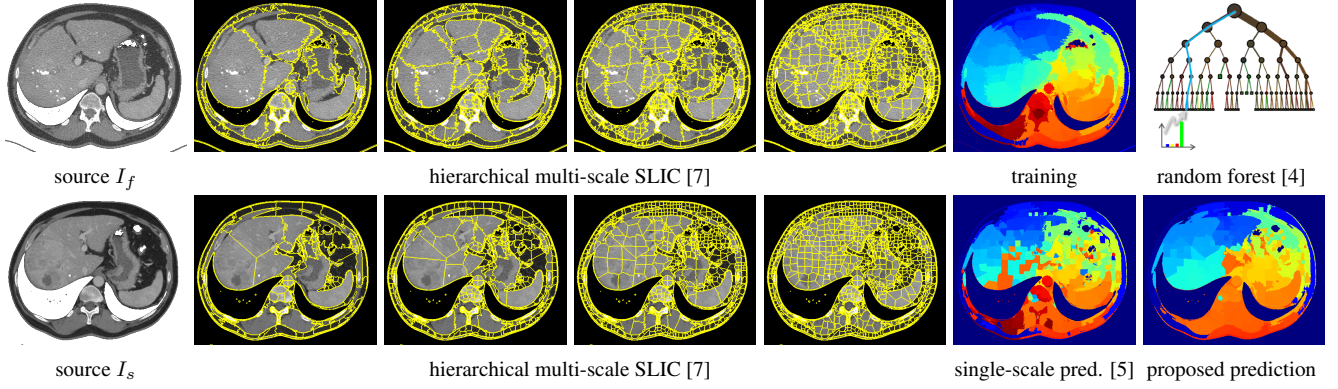 source I_f
hierarchical multi-scale SLIC [7]
training
random forest [4]
source I_s
hierarchical multi-scale SLIC [7]
single-scale pred. [5]
proposed prediction